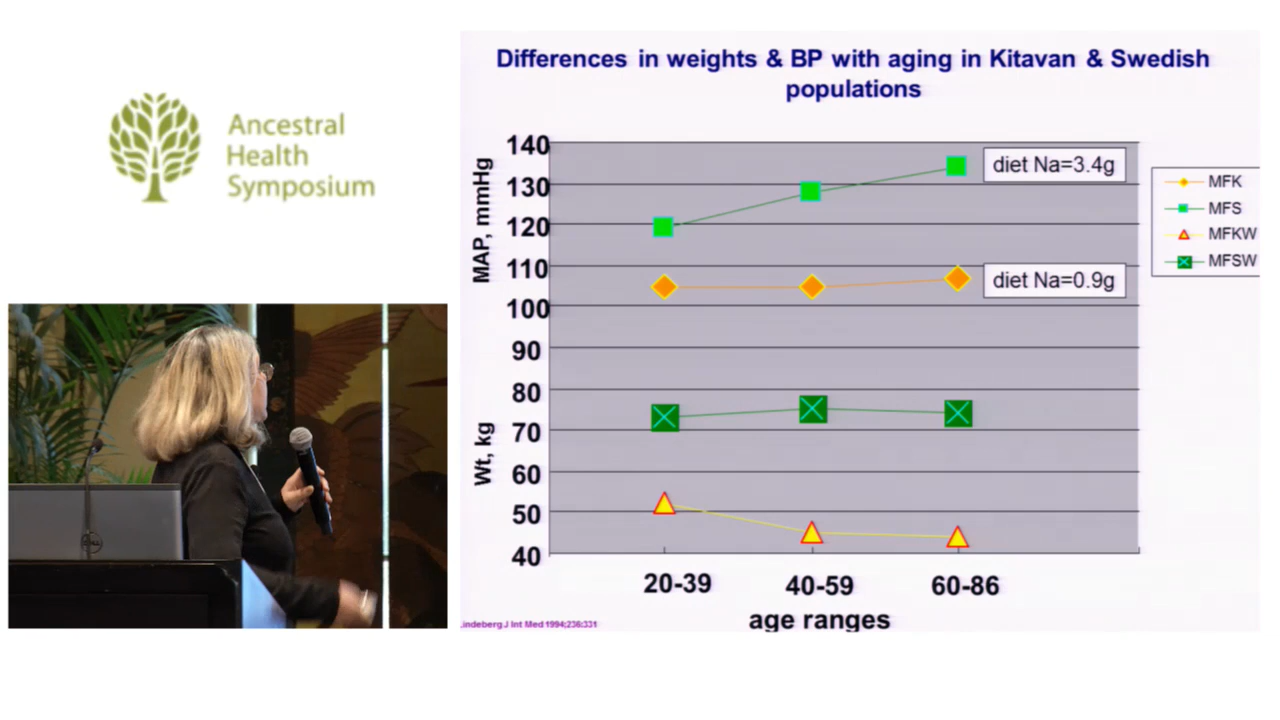 Ancestral
Health
Symposium
Differences in weights & BP with aging in Kitavan & Swedish
populations
MAP, mmHg
Wt, kg
140
130
120
110
100
90
80
70
60
50
40
diet Na=3.4g
diet Na=0.9g
MFK
MFS
MFKW
MFSW
20-39 40-59 60-86
age ranges
indeberg J Int Med 1994;236:331
DELL